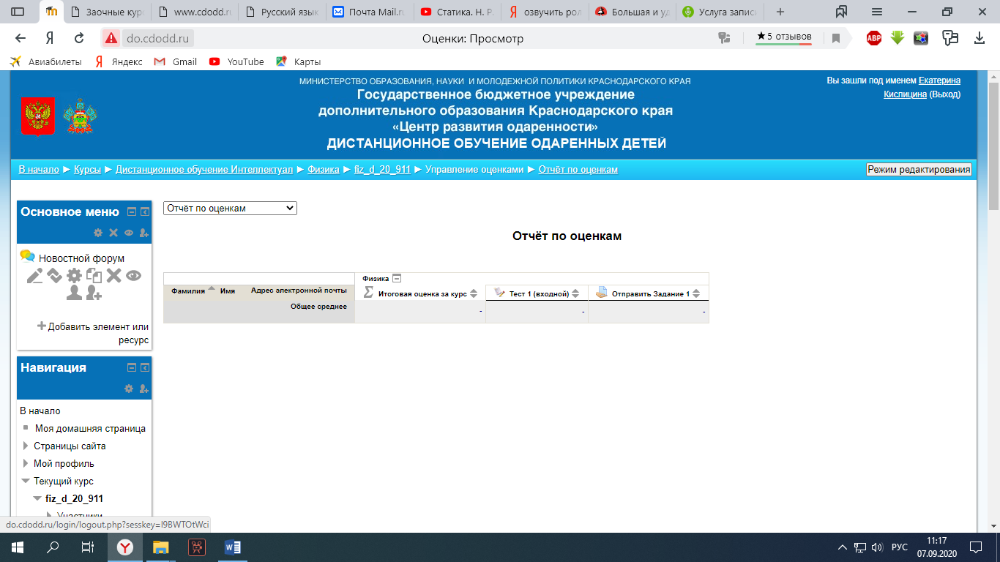 Заочные кур
www.cdodd.r
Русский язык
Почта Mail.r
Статика. Н. Р.
озвучить рол
Большая и уд
Услуга запис
do.cdodd.ru
Оценки: Просмотр
★5 отзывов
ABP
Авиабилеты
Яндекс
Gmail
YouTube
Карты
МИНИСТЕРСТВО ОБРАЗОВАНИЯ, НАУКИ И МОЛОДЕЖНОЙ ПОЛИТИКИ КРАСНОДАРСКОГО КРАЯ
Государственное бюджетное учреждение
дополнительного образования Краснодарского края
«Центр развития одаренности»
ДИСТАНЦИОННОЕ ОБУЧЕНИЕ ОДАРЕННЫХ ДЕТЕЙ
Вы зашли под именем Екатерина
Кислицина (Выход)
В начало ► Курсы ► Дистанционное обучение Интеллектуал ► Физика ► fiz_d_20_911 ► Управление оценками ► Отчёт по оценкам
Режим редактирования
Основное меню
Новостной форум
Добавить элемент или
ресурс
Навигация
В начало
Моя домашняя страница
Страницы сайта
Мой профиль
Текущий курс
fiz_d_20_911
Участники
Отчёт по оценкам
Отчёт по оценкам
Физика
Фамилия Имя Адрес электронной почты Итоговая оценка за курс Тест 1 (входной) Отправить Задание 1
Общее среднее - - -
do.cdodd.ru/login/logout.php?sesskey=I9BWTOtWci
РУС
11:17
07.09.2020